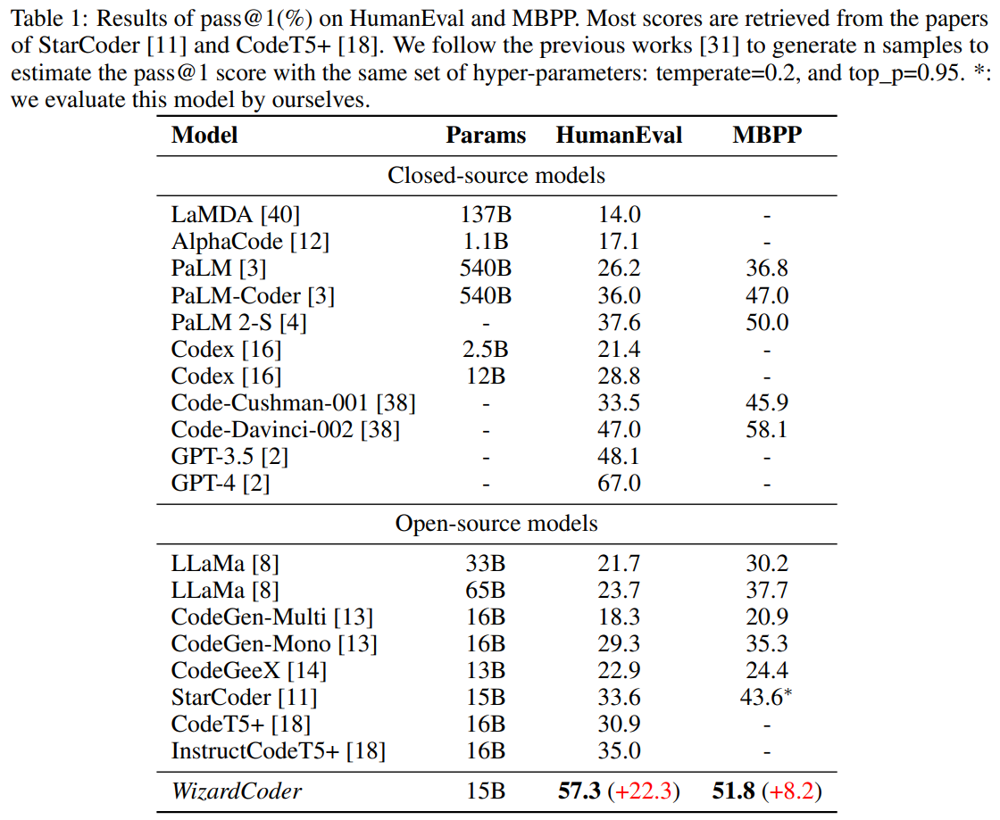 Table 1: Results of pass@1(%) on HumanEval and MBPP. Most scores are retrieved from the papers
of StarCoder [11] and CodeT5+ [18]. We follow the previous works [31] to generate n samples to
estimate the pass@1 score with the same set of hyper-parameters: temperate=0.2, and top_p=0.95. *:
we evaluate this model by ourselves.
Model Params HumanEval MBPP
Closed-source models
LaMDA [40] 137B 14.0 -
AlphaCode [12] 1.1B 17.1 -
PaLM [3] 540B 26.2 36.8
PaLM-Coder [3] 540B 36.0 47.0
PaLM 2-S [4] - 37.6 50.0
Codex [16] 2.5B 21.4 -
Codex [16] 12B 28.8 -
Code-Cushman-001 [38] - 33.5 45.9
Code-Davinci-002 [38] - 47.0 58.1
GPT-3.5 [2] - 48.1 -
GPT-4 [2] - 67.0 -
Open-source models
LLaMa [8] 33B 21.7 30.2
LLaMa [8] 65B 23.7 37.7
CodeGen-Multi [13] 16B 18.3 20.9
CodeGen-Mono [13] 16B 29.3 35.3
CodeGeeX [14] 13B 22.9 24.4
StarCoder [11] 15B 33.6 43.6*
CodeT5+ [18] 16B 30.9 -
InstructCodeT5+ [18] 16B 35.0 -
WizardCoder 15B 57.3 (+22.3) 51.8 (+8.2)